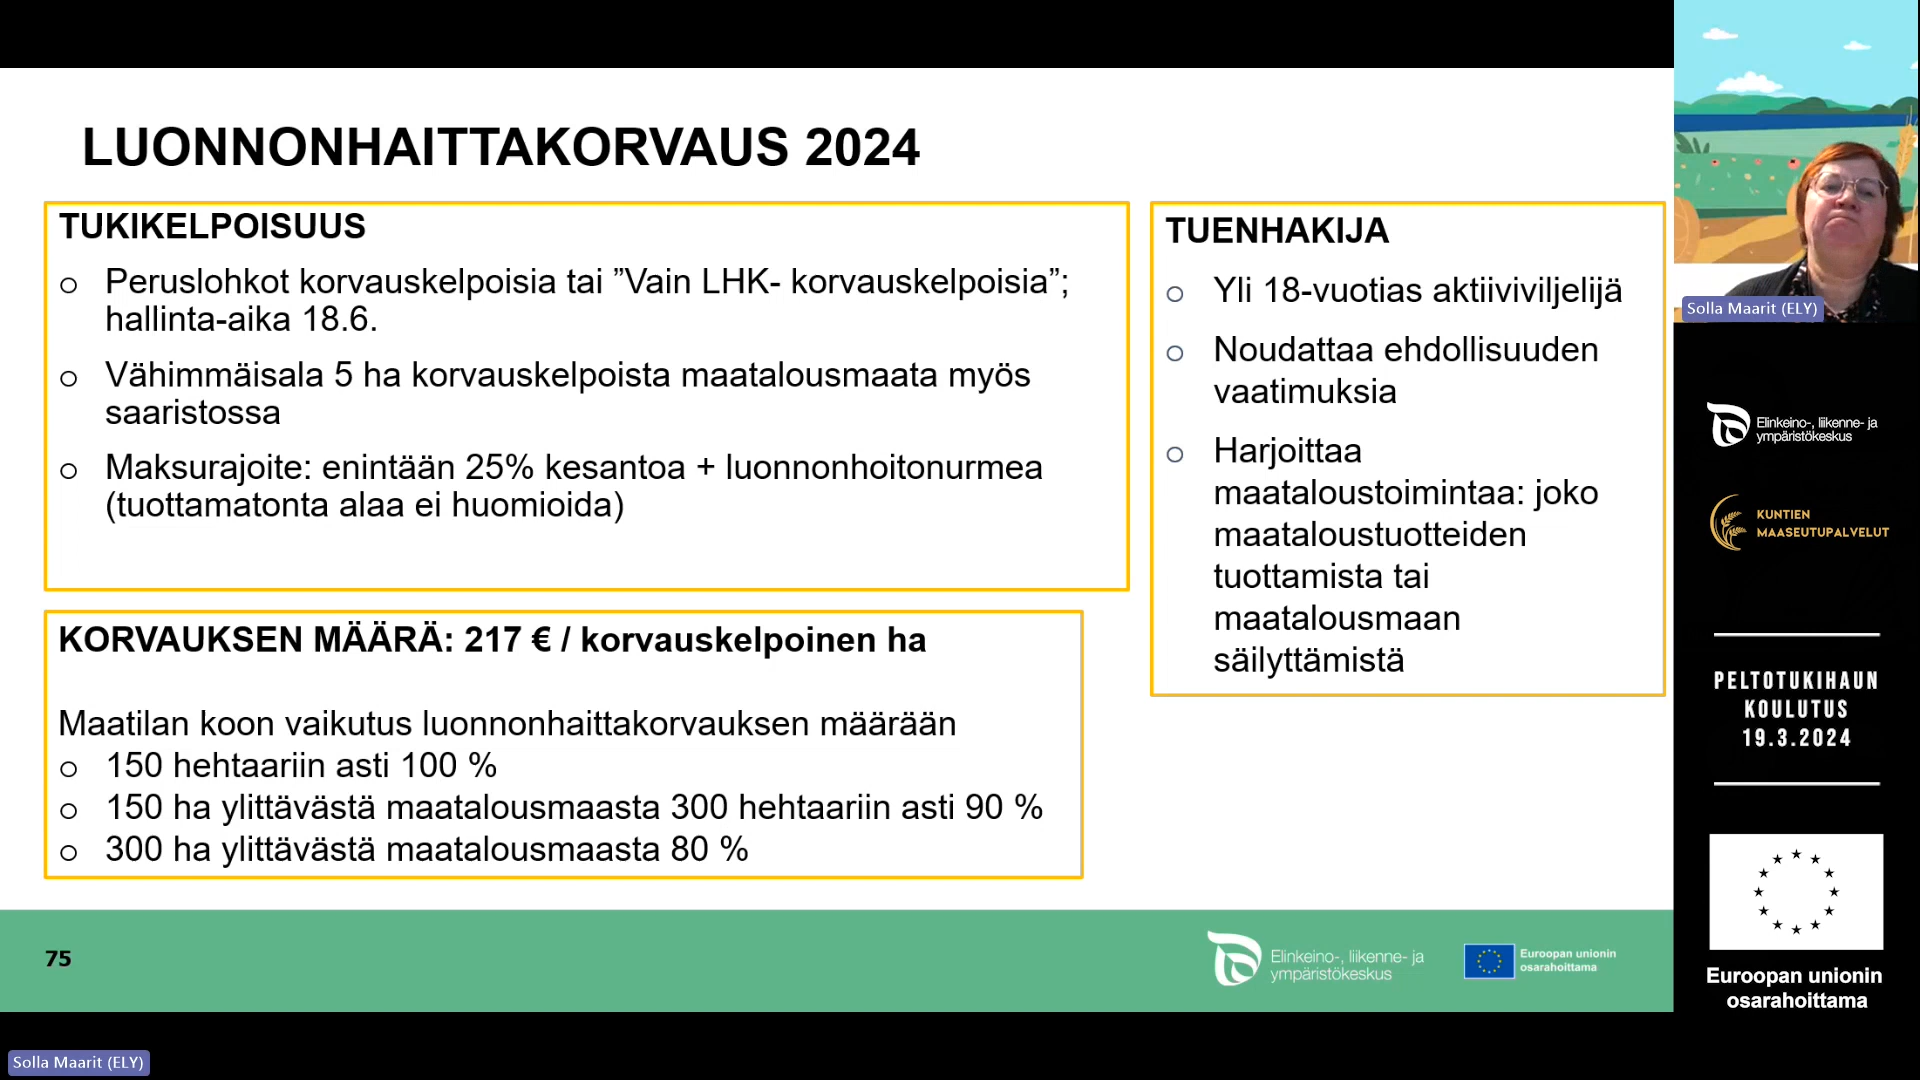 LUONNONHAITTAKORVAUS 2024
TUKIKELPOISUUS
o Peruslohkot korvauskelpoisia tai ”Vain LHK- korvauskelpoisia”;
hallinta-aika 18.6.
o Vähimmäisala 5 ha korvauskelpoista maatalousmaata myös
saaristossa
o Maksurajoite: enintään 25% kesantoa + luonnonhoitonurmea
(tuottamatonta alaa ei huomioida)
KORVAUKSEN MÄÄRÄ: 217 € / korvauskelpoinen ha
Maatilan koon vaikutus luonnonhaittakorvauksen määrään
o 150 hehtaariin asti 100 %
o 150 ha ylittävästä maatalousmaasta 300 hehtaariin asti 90 %
o 300 ha ylittävästä maatalousmaasta 80 %
TUENHAKIJA
o Yli 18-vuotias aktiiviviljelijä
o Noudattaa ehdollisuuden
vaatimuksia
o Harjoittaa
maataloustoimintaa: joko
maataloustuotteiden
tuottamista tai
maatalousmaan
säilyttämistä
75
Elinkeino-, liikenne- ja
ympäristökeskus
Euroopan unionin
osarahoittama
Solla Maarit (ELY)
Elinkeino-, liikenne- ja
ympäristökeskus
KUNTIEN
MAASEUTUPALVELUT
PELTOTUKIHAUN
KOULUTUS
19.3.2024
Euroopan unionin
osarahoittama
Solla Maarit (ELY)